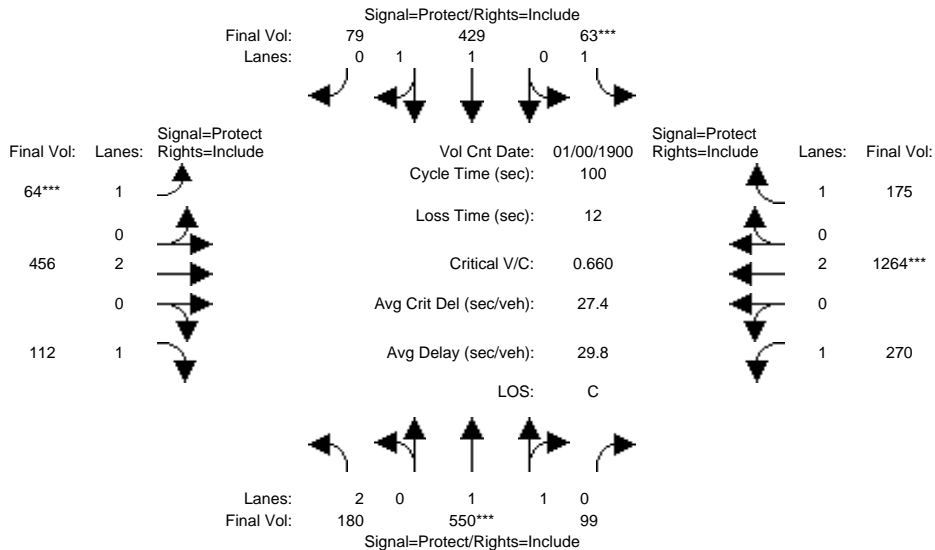 Signal=Protect/Rights=Include
Final Vol: 79 429 63***
Lanes: 0 1 1 0 1
Signal=Protect
Final Vol: Lanes: Rights=Include
Vol Cnt Date: 01/00/1900
Signal=Protect
Rights=Include Lanes: Final Vol:
Cycle Time (sec): 100
64*** 1
1 175
Loss Time (sec): 12
0
0
456 2
Critical V/C: 0.660
2 1264***
0
Avg Crit Del (sec/veh): 27.4
0
112 1
Avg Delay (sec/veh): 29.8
1 270
LOS: C
Lanes: 2 0 1 1 0
Final Vol: 180 550*** 99
Signal=Protect/Rights=Include